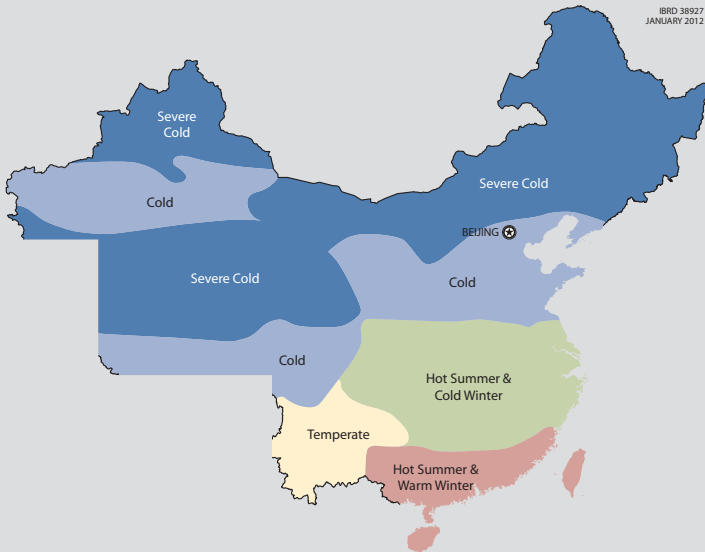 IBRD 38927
JANUARY 2012
Severe
Cold
Cold
Severe Cold
BEIJING
Severe Cold
Cold
Cold
Hot Summer &
Cold Winter
Temperate
Hot Summer &
Warm Winter